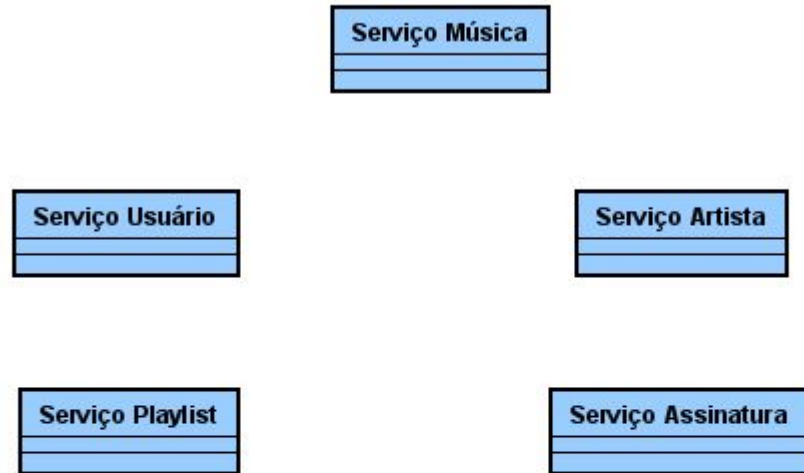 Serviço Música
Serviço Usuário
Serviço Artista
Serviço Playlist
Serviço Assinatura